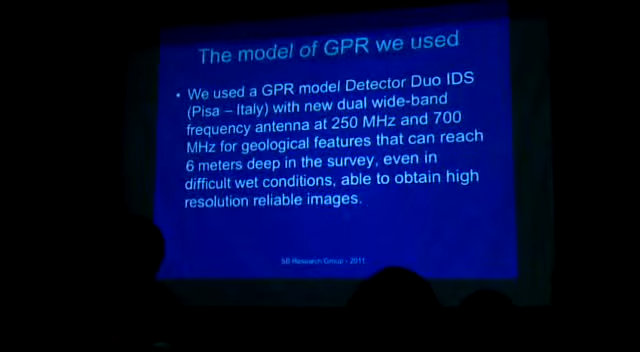 The model of GPR we used
• We used a GPR model Detector Duo IDS
(Pisa – Italy) with new dual wide-band
frequency antenna at 250 MHz and 700
MHz for geological features that can reach
6 meters deep in the survey, even in
difficult wet conditions, able to obtain high
resolution reliable images.
SB Research Group - 2011